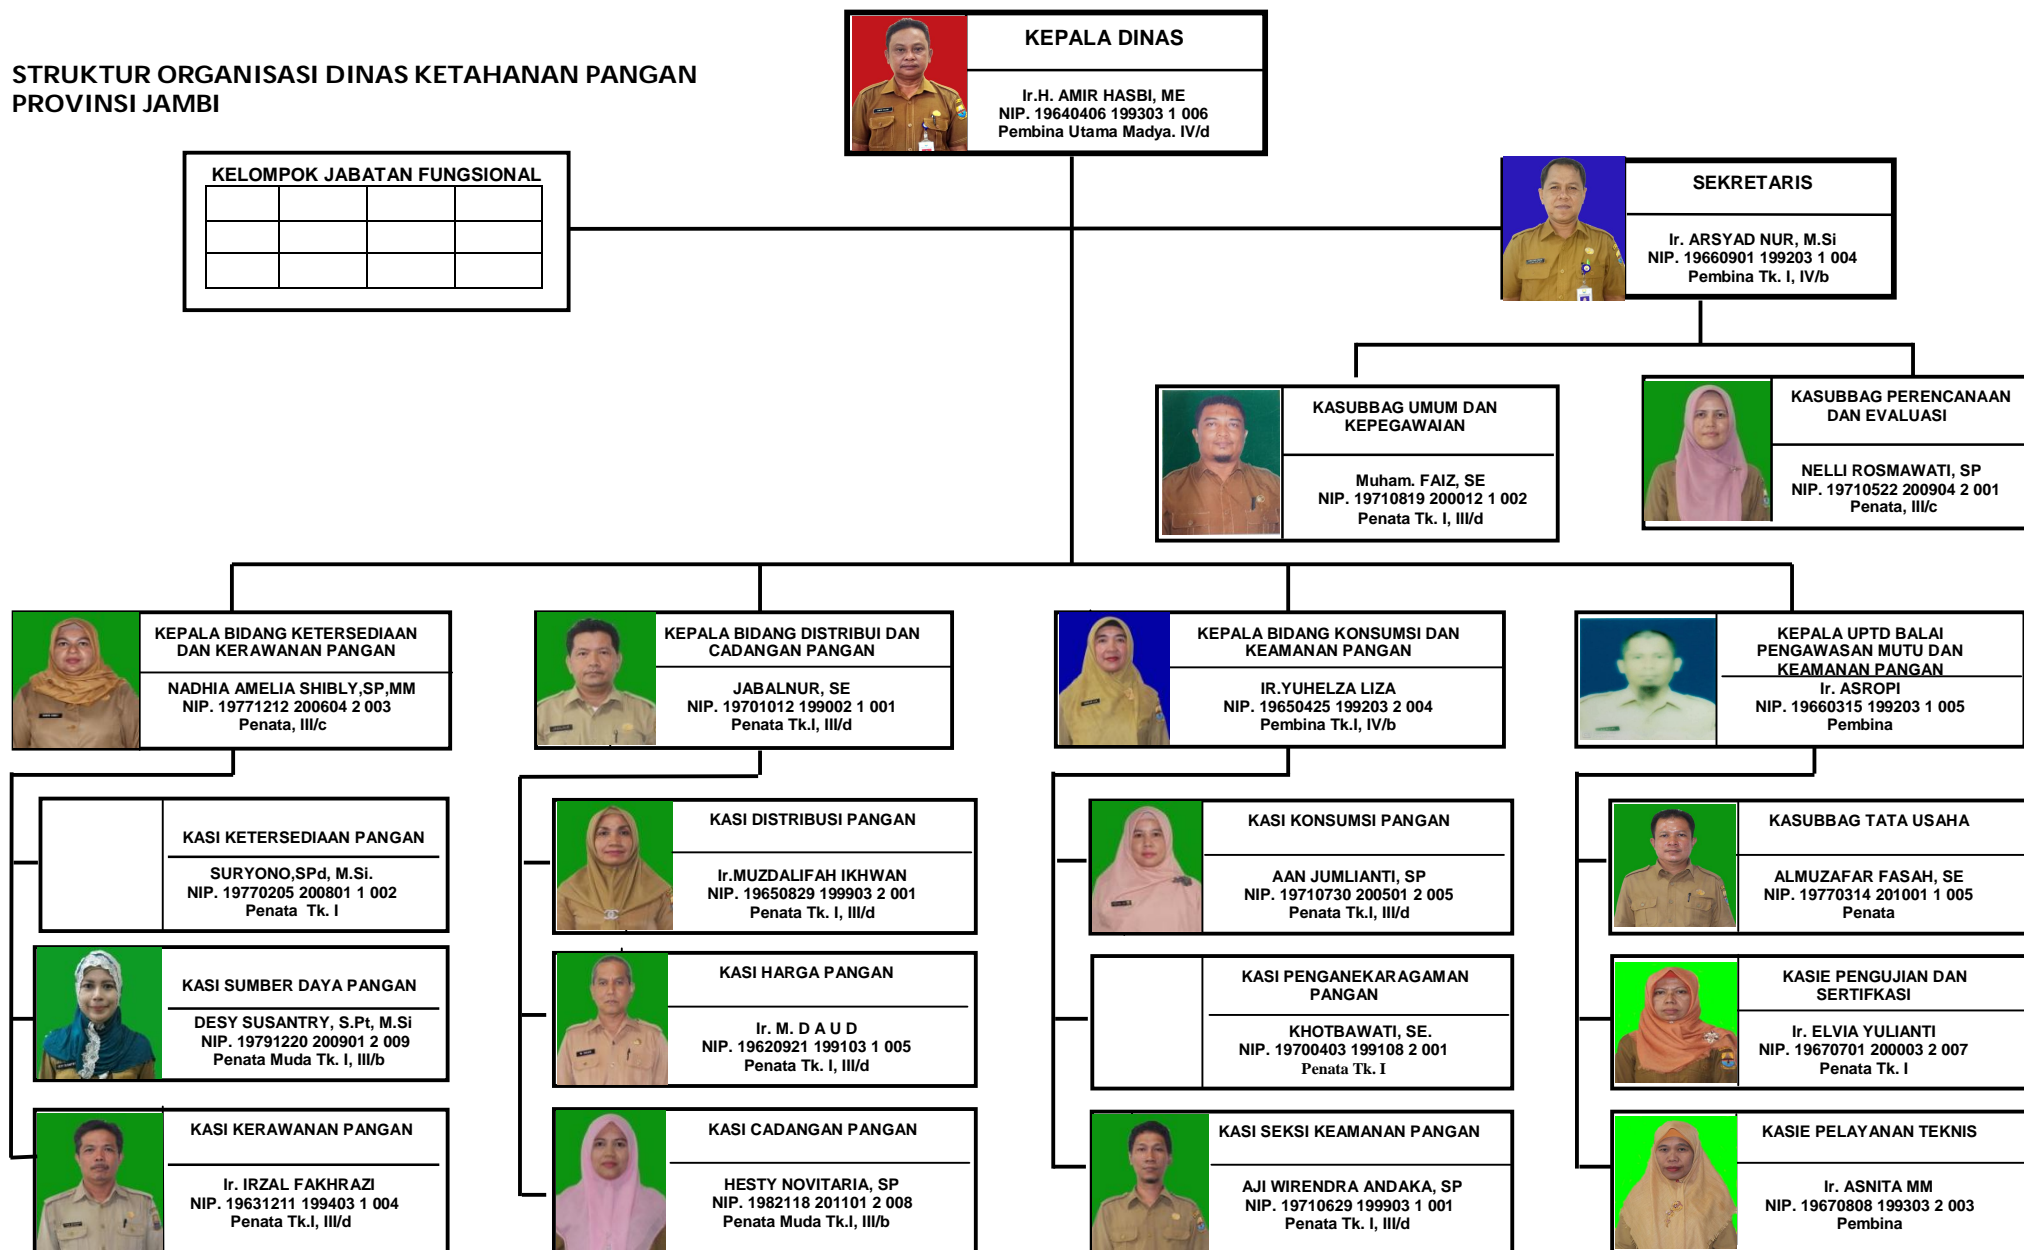 STRUKTUR ORGANISASI DINAS KETAHANAN PANGAN
PROVINSI JAMBI
KEPALA DINAS
Ir.H. AMIR HASBI, ME
NIP. 19640406 199303 1 006
Pembina Utama Madya. IV/d
KELOMPOK JABATAN FUNGSIONAL
SEKRETARIS
Ir. ARSYAD NUR, M.Si
NIP. 19660901 199203 1 004
Pembina Tk. I, IV/b
KASUBBAG UMUM DAN
KEPEGAWAIAN
Muham. FAIZ, SE
NIP. 19710819 200012 1 002
Penata Tk. I, III/d
KASUBBAG PERENCANAAN
DAN EVALUASI
NELLI ROSMAWATI, SP
NIP. 19710522 200904 2 001
Penata, III/c
KEPALA BIDANG KETERSEDIAAN
DAN KERAWANAN PANGAN
NADHIA AMELIA SHIBLY,SP,MM
NIP. 19771212 200604 2 003
Penata, III/c
KEPALA BIDANG DISTRIBUI DAN
CADANGAN PANGAN
JABALNUR, SE
NIP. 19701012 199002 1 001
Penata Tk.I, III/d
KEPALA BIDANG KONSUMSI DAN
KEAMANAN PANGAN
IR.YUHELZA LIZA
NIP. 19650425 199203 2 004
Pembina Tk.I, IV/b
KEPALA UPTD BALAI
PENGAWASAN MUTU DAN
KEAMANAN PANGAN
Ir. ASROPI
NIP. 19660315 199203 1 005
Pembina
KASI KETERSEDIAAN PANGAN
SURYONO,SPd, M.Si.
NIP. 19770205 200801 1 002
Penata Tk. I
KASI DISTRIBUSI PANGAN
Ir.MUZDALIFAH IKHWAN
NIP. 19650829 199903 2 001
Penata Tk. I, III/d
KASI KONSUMSI PANGAN
AAN JUMLIANTI, SP
NIP. 19710730 200501 2 005
Penata Tk.I, III/d
KASUBBAG TATA USAHA
ALMUZAFAR FASAH, SE
NIP. 19770314 201001 1 005
Penata
KASI SUMBER DAYA PANGAN
DESY SUSANTRY, S.Pt, M.Si
NIP. 19791220 200901 2 009
Penata Muda Tk. I, III/b
KASI HARGA PANGAN
Ir. M. D A U D
NIP. 19620921 199103 1 005
Penata Tk. I, III/d
KASI PENGANEKARAGAMAN
PANGAN
KHOTBAWATI, SE.
NIP. 19700403 199108 2 001
Penata Tk. I
KASIE PENGUJIAN DAN
SERTIFKASI
Ir. ELVIA YULIANTI
NIP. 19670701 200003 2 007
Penata Tk. I
KASI KERAWANAN PANGAN
Ir. IRZAL FAKHRAZI
NIP. 19631211 199403 1 004
Penata Tk.I, III/d
KASI CADANGAN PANGAN
HESTY NOVITARIA, SP
NIP. 1982118 201101 2 008
Penata Muda Tk.I, III/b
KASI SEKSI KEAMANAN PANGAN
AJI WIRENDRA ANDAKA, SP
NIP. 19710629 199903 1 001
Penata Tk. I, III/d
KASIE PELAYANAN TEKNIS
Ir. ASNITA MM
NIP. 19670808 199303 2 003
Pembina